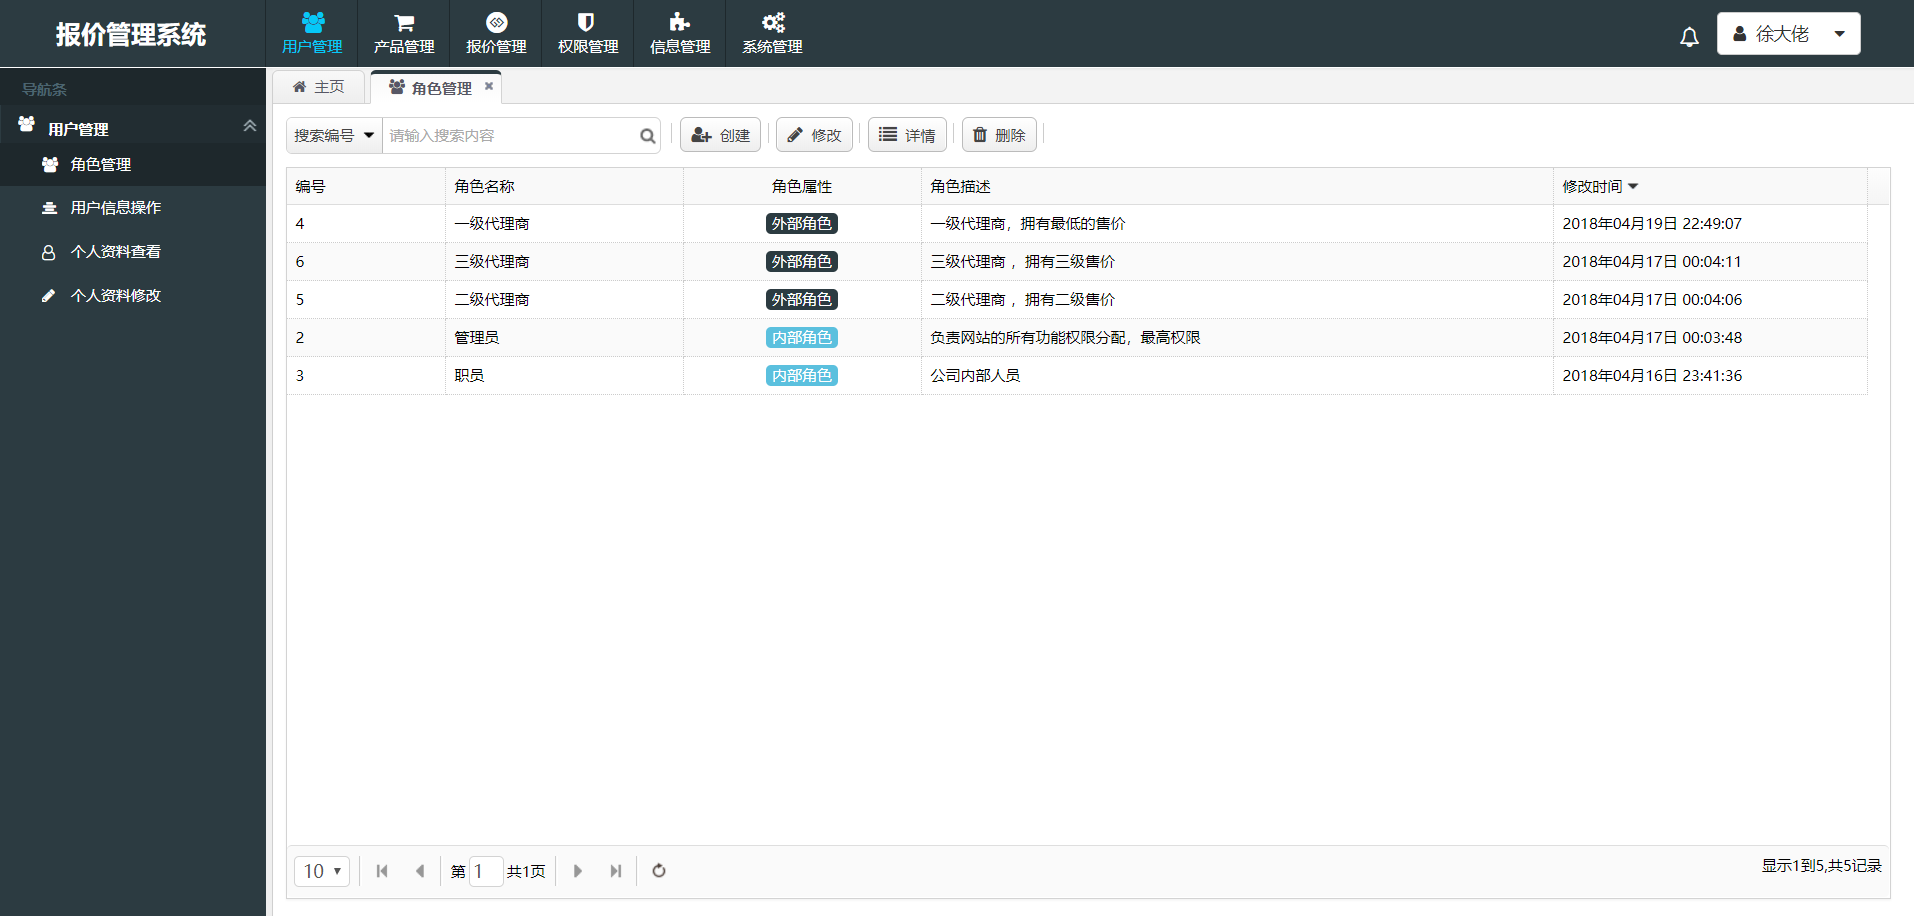 报价管理系统
用户管理 产品管理 报价管理 权限管理 信息管理 系统管理
徐大佬
导航条
用户管理
角色管理
用户信息操作
个人资料查看
个人资料修改
主页 角色管理
搜索编号 请输入搜索内容 创建 修改 详情 删除
编号 角色名称 角色属性 角色描述 修改时间
4 一级代理商 外部角色 一级代理商，拥有最低的售价 2018年04月19日 22:49:07
6 三级代理商 外部角色 三级代理商 ，拥有三级售价 2018年04月17日 00:04:11
5 二级代理商 外部角色 二级代理商 ，拥有二级售价 2018年04月17日 00:04:06
2 管理员 内部角色 负责网站的所有功能权限分配，最高权限 2018年04月17日 00:03:48
3 职员 内部角色 公司内部人员 2018年04月16日 23:41:36
10 第 1 共1页 显示1到5,共5记录